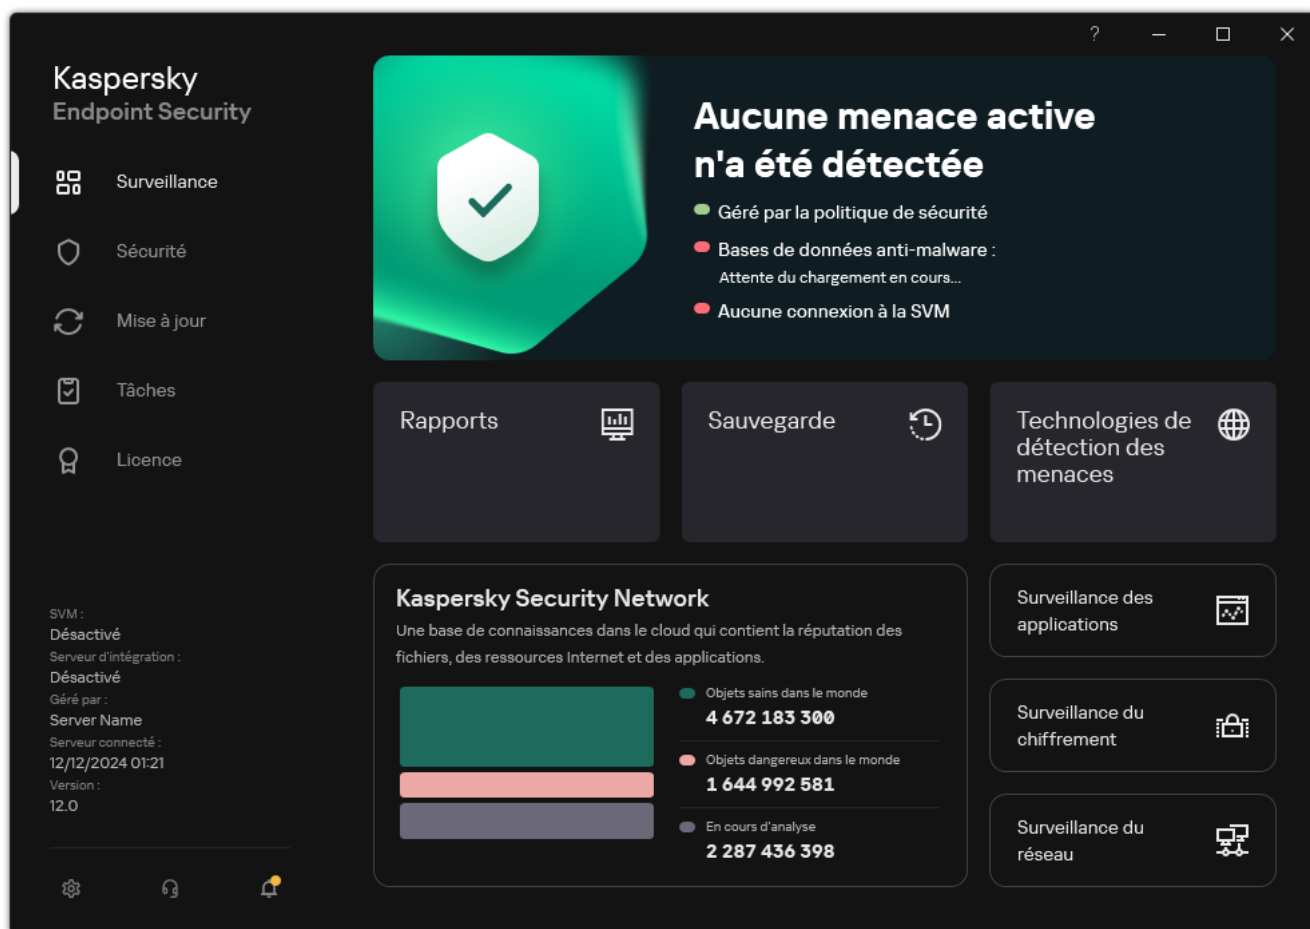 ?
Kaspersky
Endpoint Security
Surveillance
Sécurité
Mise à jour
Tâches
Licence
SVM :
Désactivé
Serveur d'intégration :
Désactivé
Géré par :
Server Name
Serveur connecté :
12/12/2024 01:21
Version :
12.0
Aucune menace active
n'a été détectée
Géré par la politique de sécurité
Bases de données anti-malware :
Attente du chargement en cours...
Aucune connexion à la SVM
Rapports
Sauvegarde
Technologies de
détection des
menaces
Kaspersky Security Network
Une base de connaissances dans le cloud qui contient la réputation des
fichiers, des ressources Internet et des applications.
Objets sains dans le monde
4 672 183 300
Objets dangereux dans le monde
1 644 992 581
En cours d'analyse
2 287 436 398
Surveillance des
applications
Surveillance du
chiffrement
Surveillance du
réseau